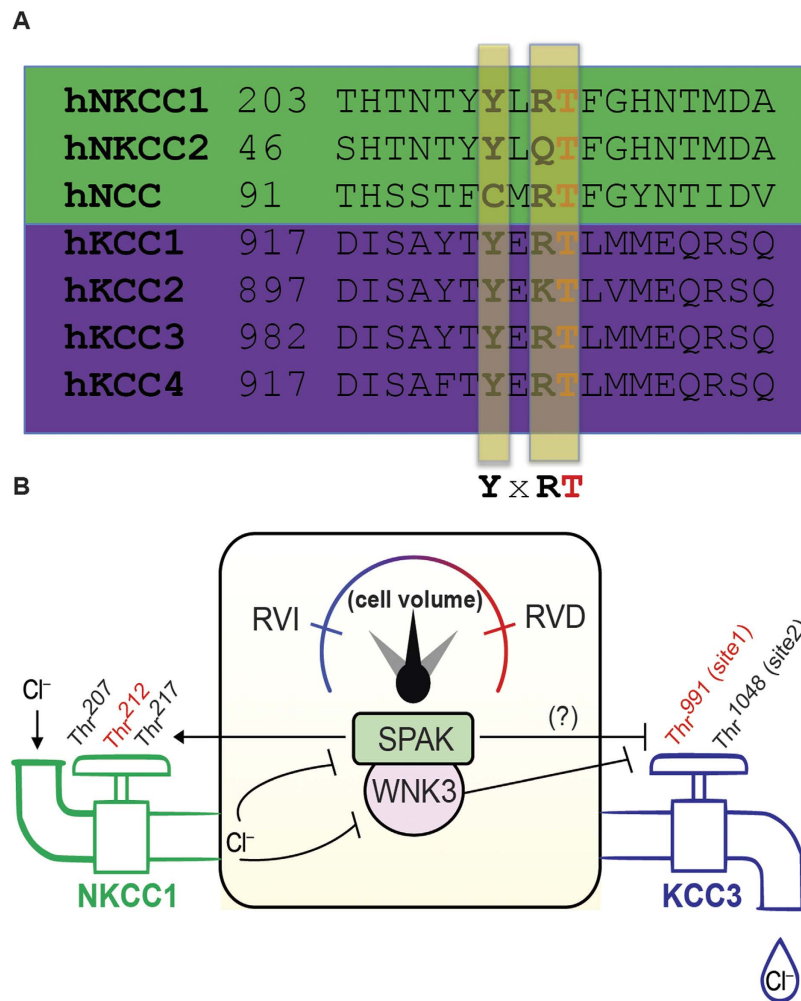 A
hNKCC1 203 THTNTYYLRTFGHNTMDA
hNKCC2 46 SHTNTYYLQTFGHNTMDA
hNCC 91 THSSTFCMRTFGYNTIDV
hKCC1 917 DISAYTYERTLMMEQRSQ
hKCC2 897 DISAYTYEKTLVMEQRSQ
hKCC3 982 DISAYTYERTLMMEQRSQ
hKCC4 917 DISAFTYERTLMMEQRSQ
YxRT
B
(cell volume)
RVI
RVD
Cl⁻
Thr²⁰⁷
Thr²¹²
Thr²¹⁷
(?)
Thr⁹⁹¹ (site1)
Thr¹⁰⁴⁸ (site2)
SPAK
WNK3
Cl⁻
NKCC1
KCC3
Cl⁻